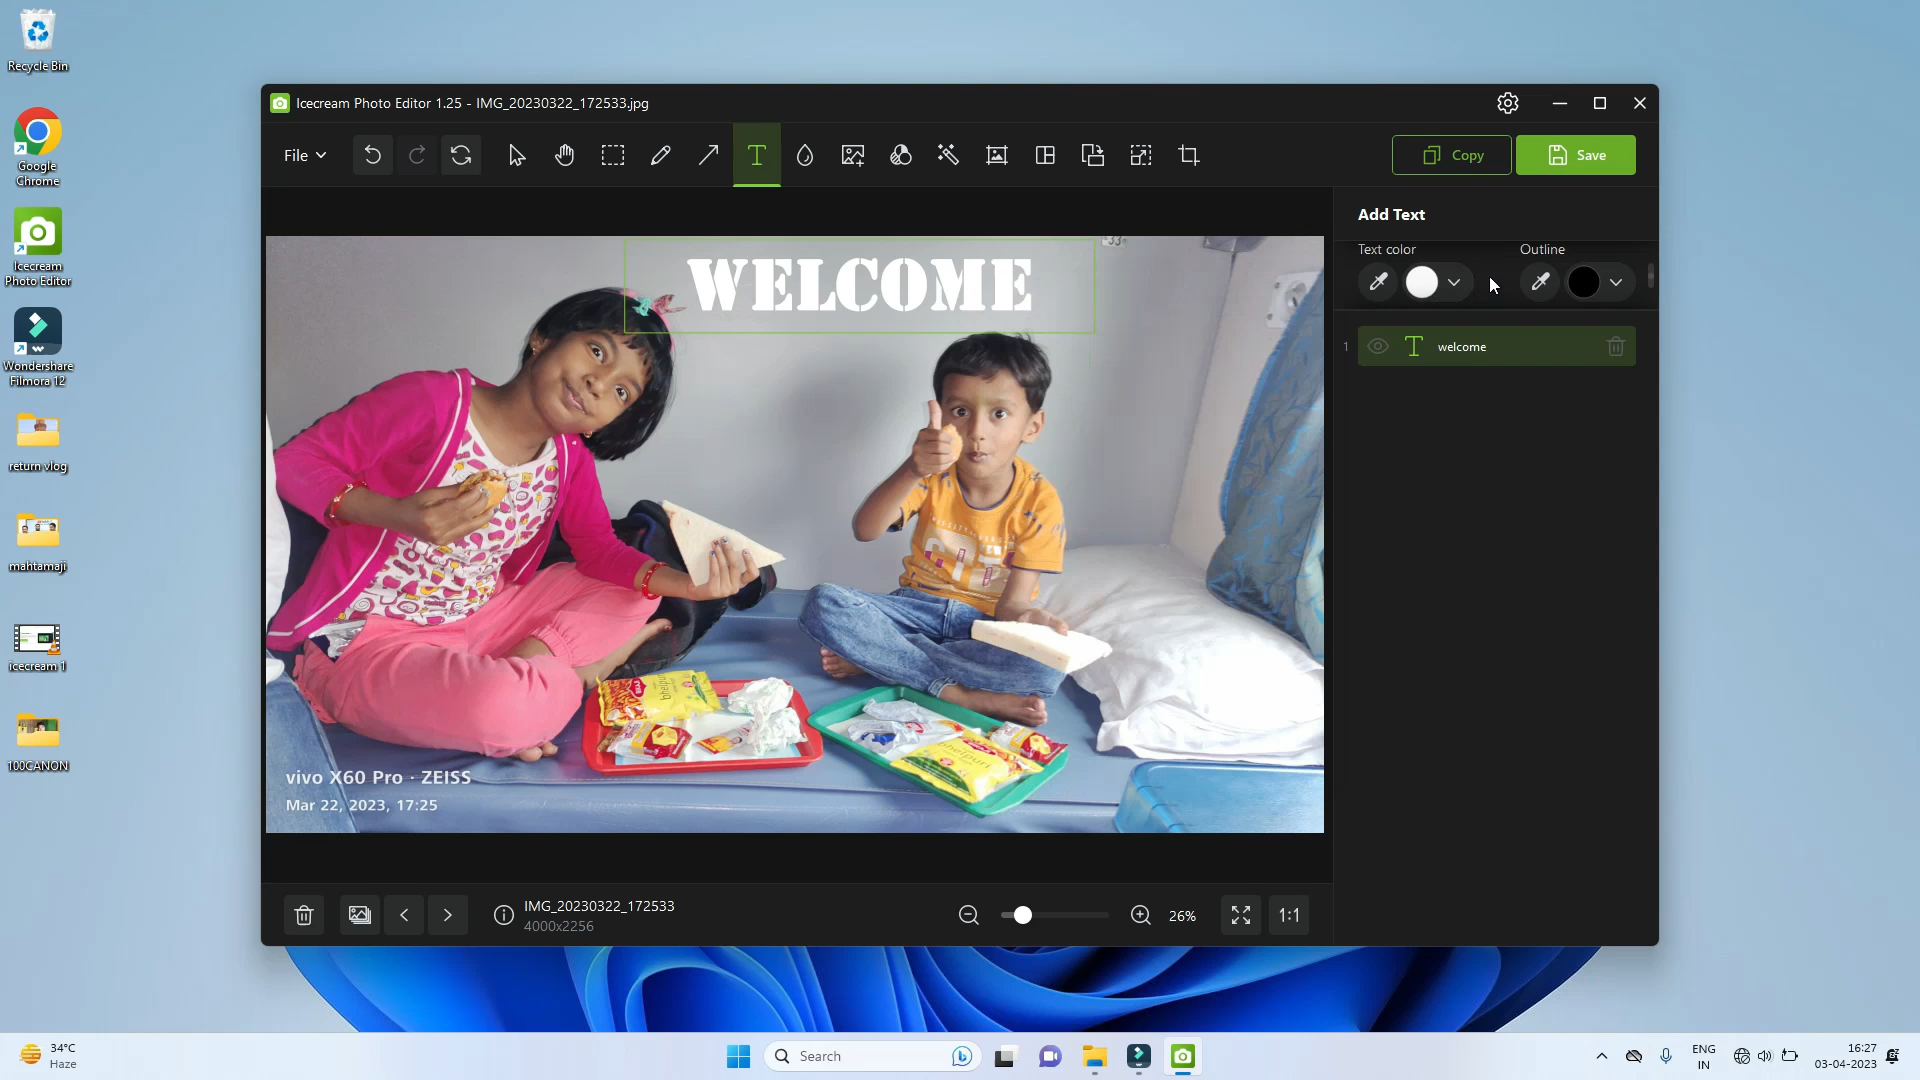 Recycle Bin
Google
Chrome
Icecream
Photo Editor
Wondershare
Filmora 12
return vlog
mahtamaji
icecream 1
100CANON
Icecream Photo Editor 1.25 - IMG_20230322_172533.jpg
File
Copy
Save
Add Text
Text color
Outline
1
welcome
WELCOME
33
bhelpuri
bhelpuri
vivo X60 Pro · ZEISS
Mar 22, 2023, 17:25
IMG_20230322_172533
4000x2256
26%
1:1
34°C
Haze
Search
ENG
IN
16:27
03-04-2023